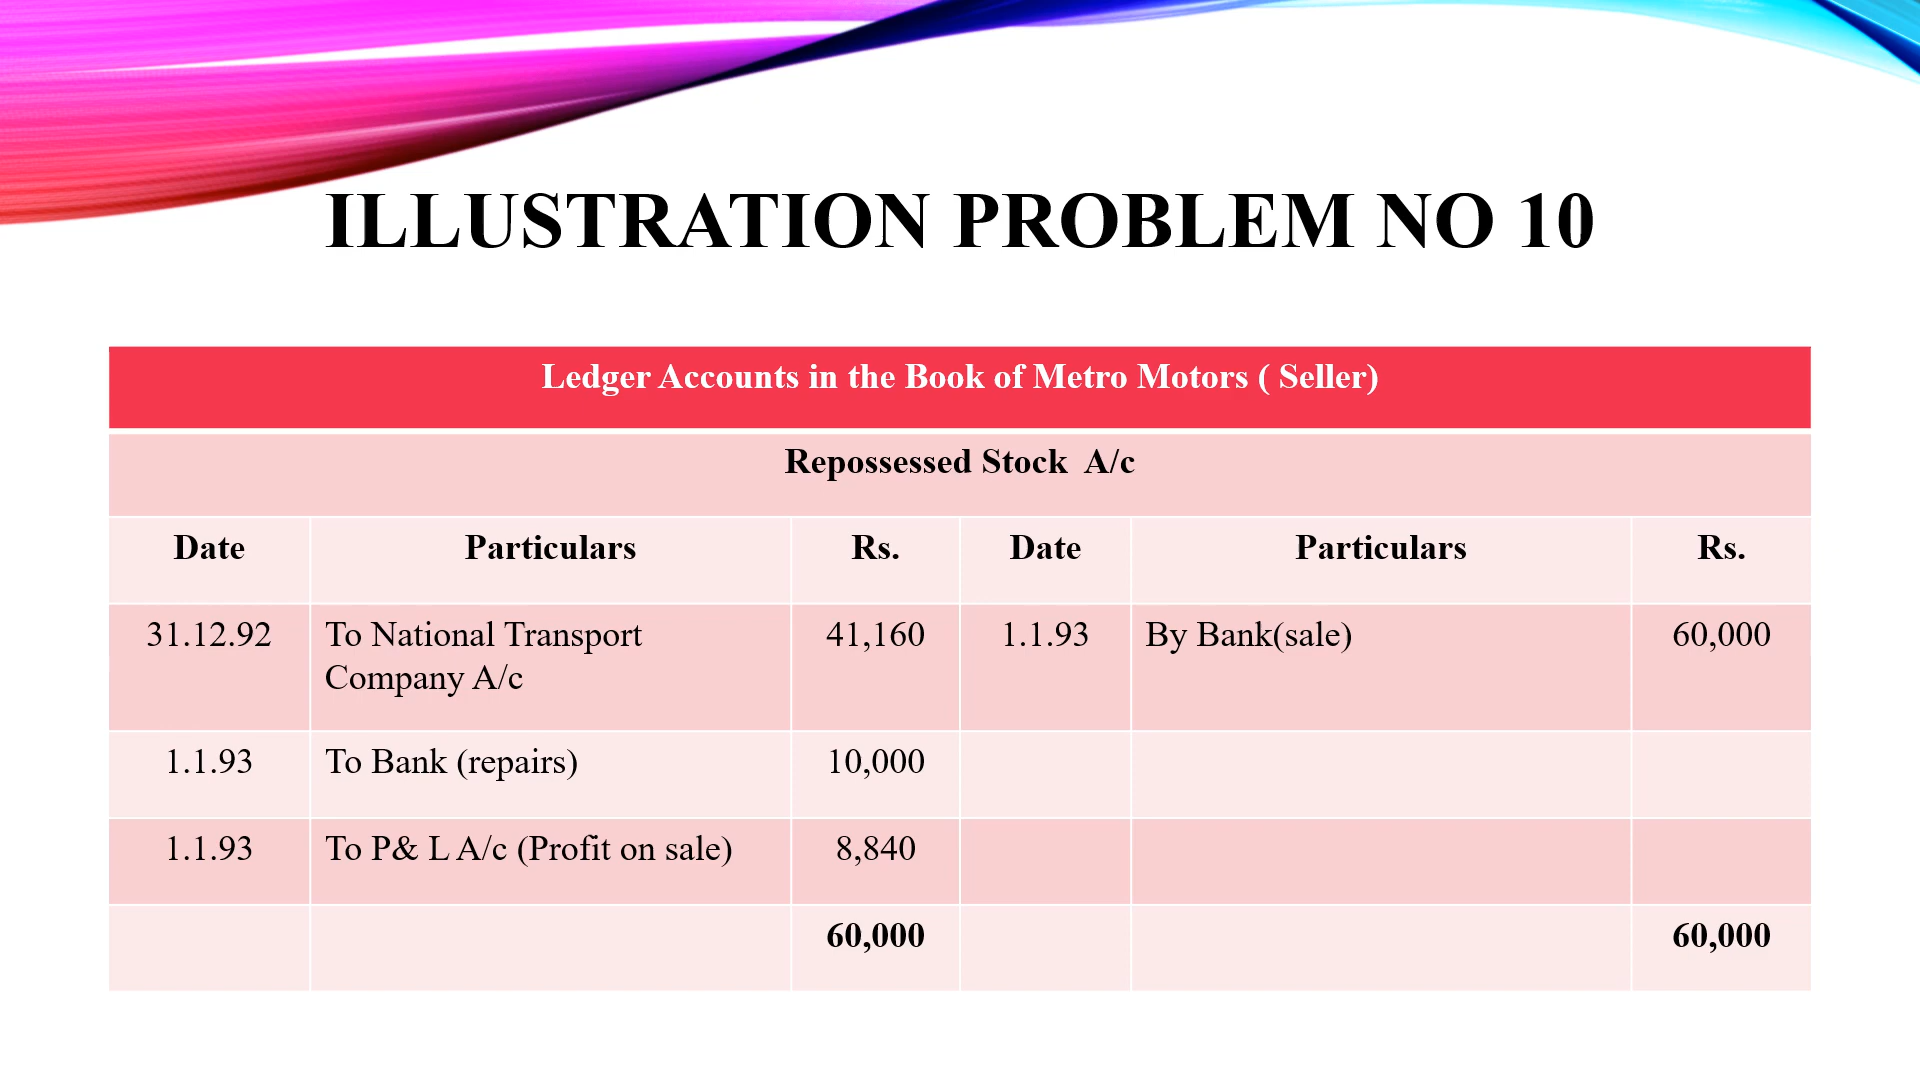 ILLUSTRATION PROBLEM NO 10
Ledger Accounts in the Book of Metro Motors ( Seller)
Repossessed Stock A/c
Date Particulars Rs. Date Particulars Rs.
31.12.92 To National Transport 41,160 1.1.93 By Bank(sale) 60,000
Company A/c
1.1.93 To Bank (repairs) 10,000
1.1.93 To P& L A/c (Profit on sale) 8,840
60,000 60,000